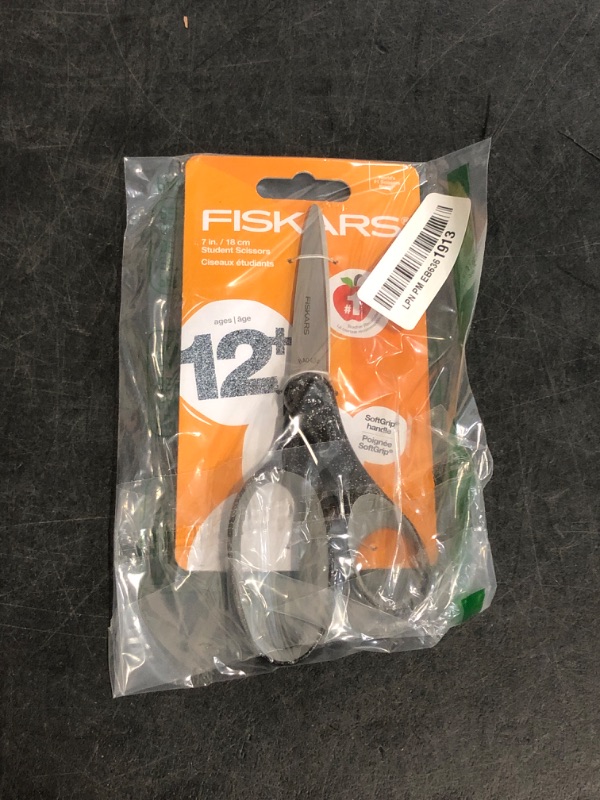 FISKARS
7 in. / 18 cm
Student Scissors
Ciseaux étudiants
LPN PM EB6361913
ages | âge
12+
FISKARS
#1
SoftGrip®
handle
Poignée
SoftGrip®